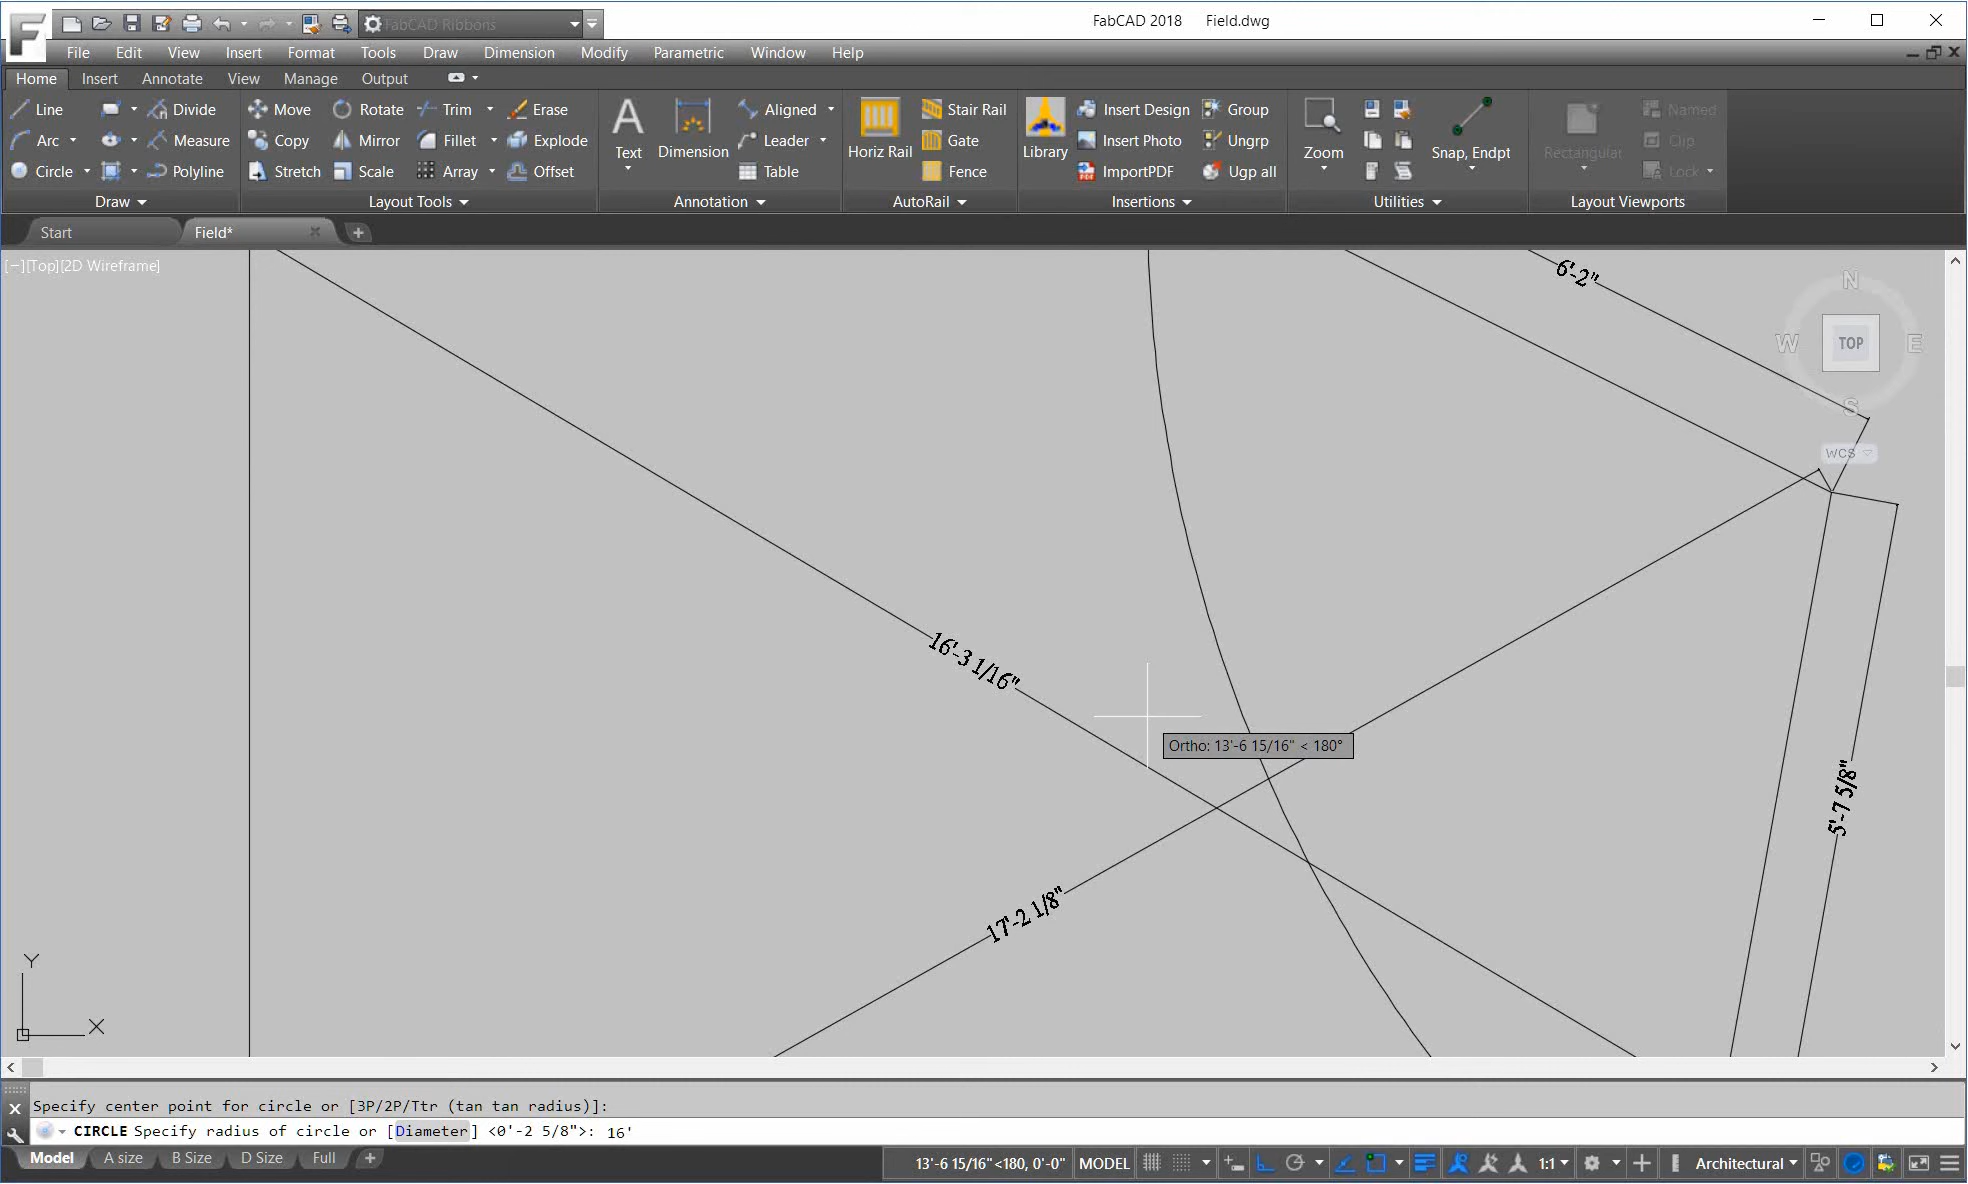 F
FabCAD Ribbons
FabCAD 2018 Field.dwg
File Edit View Insert Format Tools Draw Dimension Modify Parametric Window Help
Home Insert Annotate View Manage Output
Line Divide Move Rotate Trim Erase Aligned Stair Rail Insert Design Group Named
Arc Measure Copy Mirror Fillet Explode Text Dimension Leader Horiz Rail Gate Library Insert Photo Ungrp Zoom Snap, Endpt Rectangular Clip
Circle Polyline Stretch Scale Array Offset Table Fence ImportPDF Ugp all Lock
Draw Layout Tools Annotation AutoRail Insertions Utilities Layout Viewports
Start Field*
[−][Top][2D Wireframe]
6'-2"
N
W TOP E
S
WCS
16'-3 1/16"
Ortho: 13'-6 15/16" < 180°
5'-7 5/8"
17'-2 1/8"
Y
X
Specify center point for circle or [3P/2P/Ttr (tan tan radius)]:
CIRCLE Specify radius of circle or [Diameter] <0'-2 5/8">: 16'
Model A size B Size D Size Full
13'-6 15/16"<180, 0'-0" MODEL 1:1 Architectural